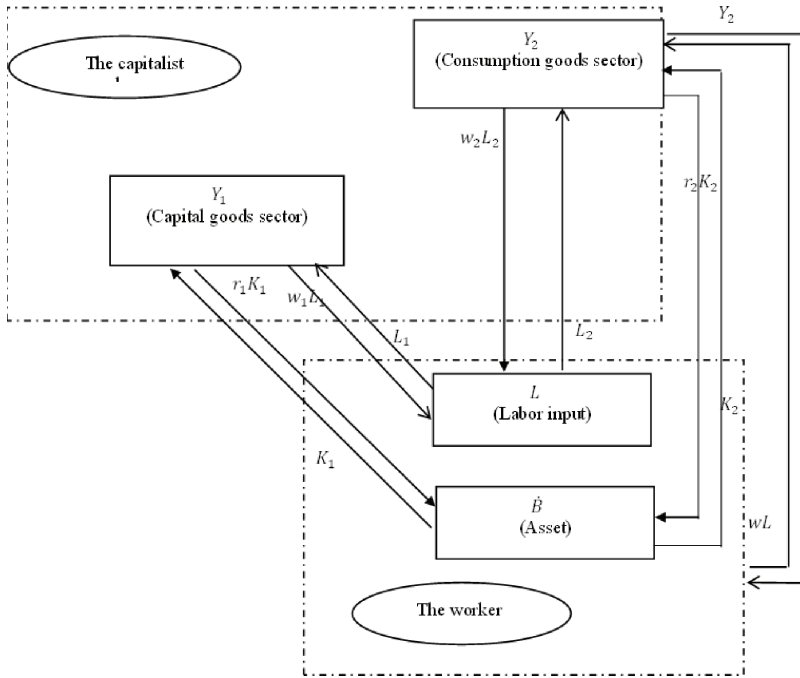 Y₂
Y₂
(Consumption goods sector)
The capitalist
w₂L₂
r₂K₂
Y₁
(Capital goods sector)
r₁K₁
w₁L₁
L₁
L₂
L
(Labor input)
K₂
K₁
Ḃ
(Asset)
wL
The worker